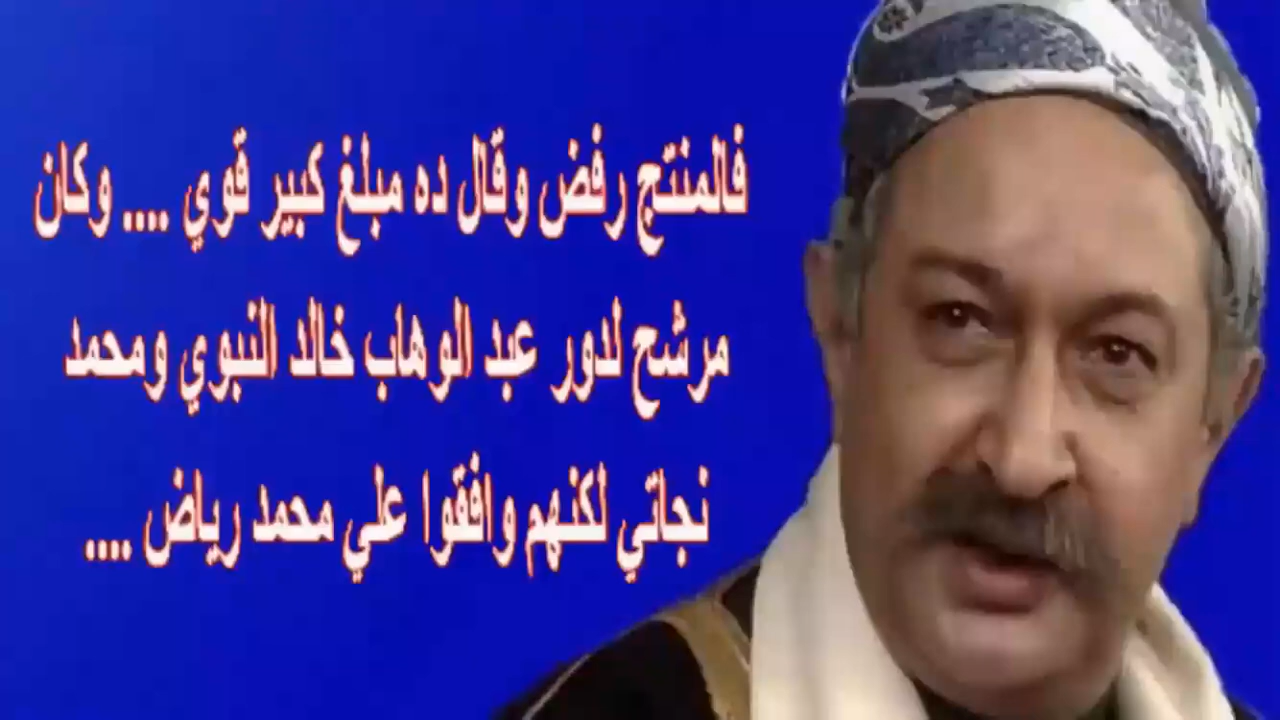 فالمنتج رفض وقال ده مبلغ كبير قوي .... وكان
مرشح لدور عبد الوهاب خالد النبوي ومحمد
نجاتي لكنهم وافقوا علي محمد رياض ....